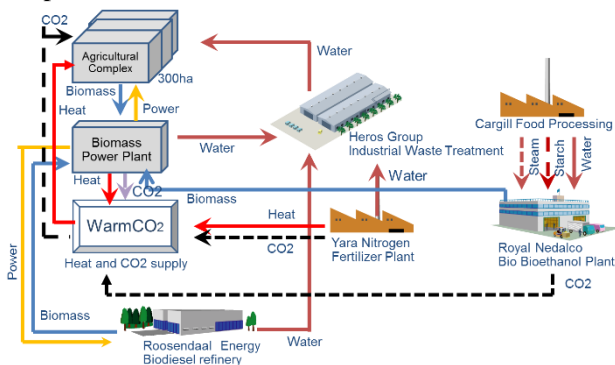 CO2
Agricultural
Complex
300ha
Biomass
Heat
Power
Water
Biomass
Power Plant
Water
Heat
CO2
Biomass
WarmCO2
Heat and CO2 supply
Heat
CO2
Heros Group
Industrial Waste Treatment
Water
Yara Nitrogen
Fertilizer Plant
Cargill Food Processing
Steam
Starch
Water
Royal Nedalco
Bio Bioethanol Plant
CO2
Power
Biomass
Roosendaal Energy
Biodiesel refinery
Water